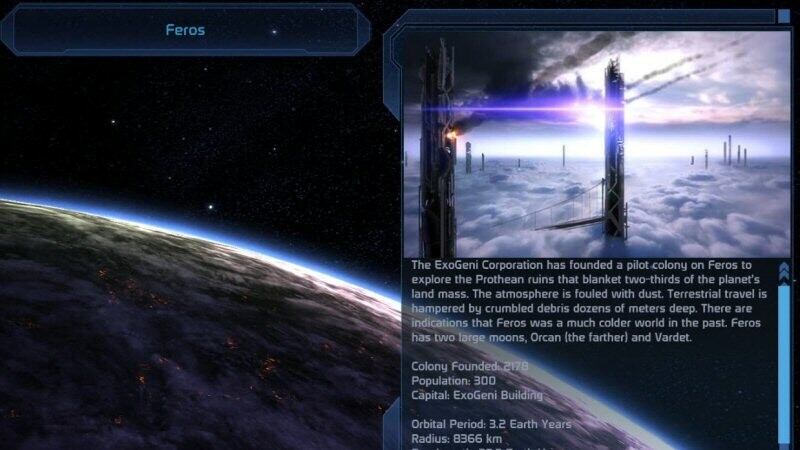 Feros
The ExoGeni Corporation has founded a pilot colony on Feros to
explore the Prothean ruins that blanket two-thirds of the planet's
land mass. The atmosphere is fouled with dust. Terrestrial travel is
hampered by crumbled debris dozens of meters deep. There are
indications that Feros was a much colder world in the past. Feros
has two large moons, Orcan (the farther) and Vardet.
Colony Founded: 2178
Population: 300
Capital: ExoGeni Building
Orbital Period: 3.2 Earth Years
Radius: 8366 km